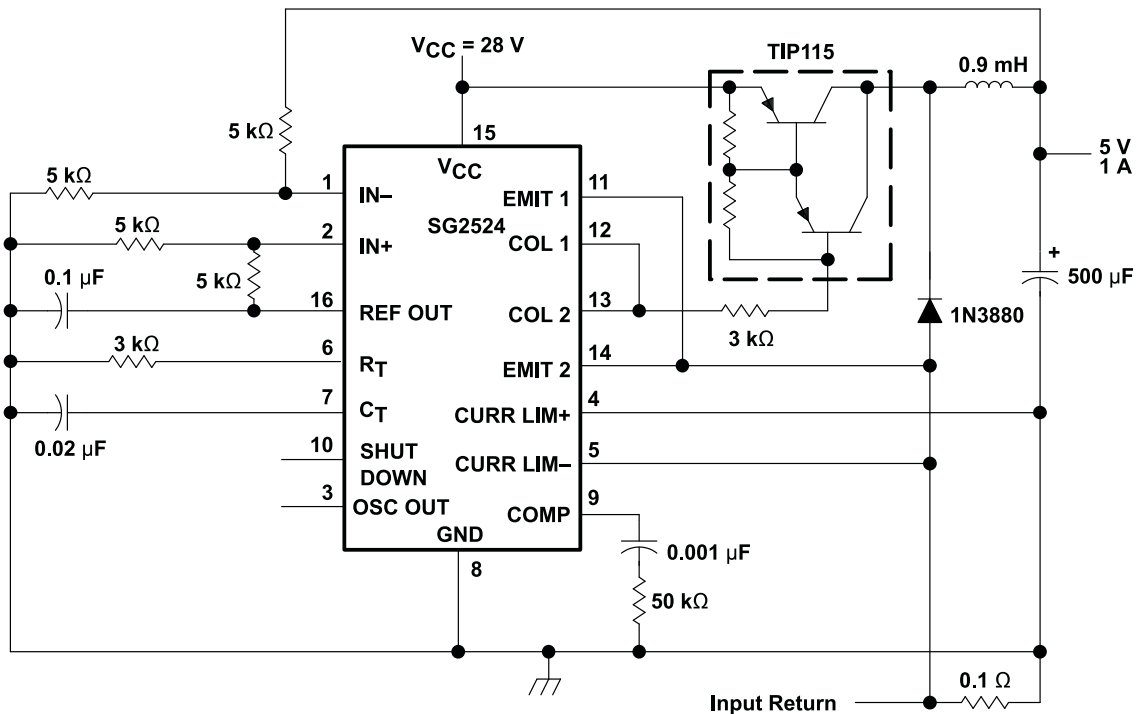 VCC = 28 V
TIP115
0.9 mH
5 kΩ
15
VCC
5 V
1 A
5 kΩ
1
IN–
EMIT 1
11
SG2524
5 kΩ
2
IN+
COL 1
12
0.1 µF
5 kΩ
+
500 µF
16
REF OUT
COL 2
13
3 kΩ
1N3880
3 kΩ
6
RT
EMIT 2
14
7
CT
CURR LIM+
4
0.02 µF
10
SHUT
DOWN
CURR LIM–
5
3
OSC OUT
COMP
9
GND
8
0.001 µF
50 kΩ
0.1 Ω
Input Return